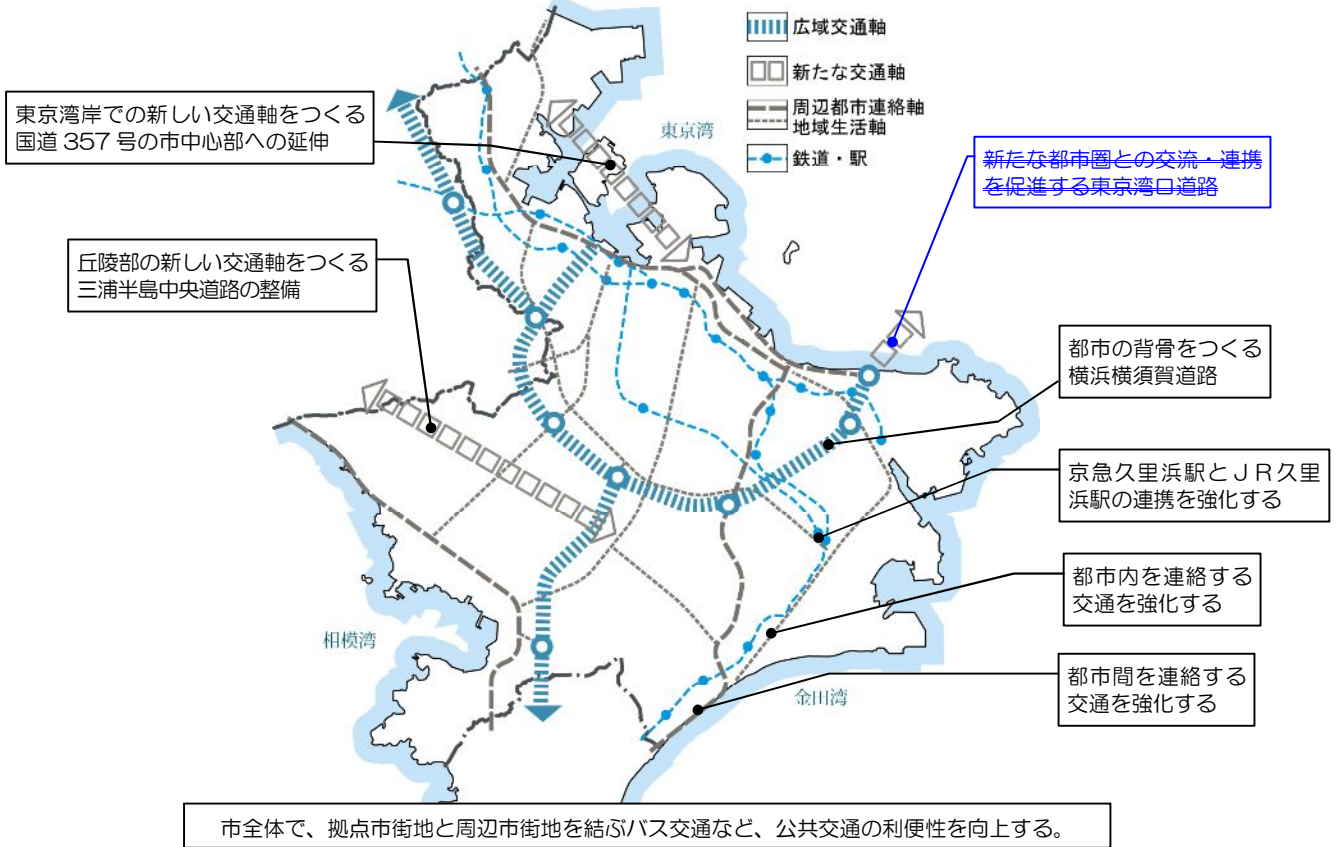 広域交通軸
新たな交通軸
周辺都市連絡軸
地域生活軸
鉄道・駅
東京湾岸での新しい交通軸をつくる
国道 357 号の市中心部への延伸
東京湾
新たな都市圏との交流・連携
を促進する東京湾口道路
丘陵部の新しい交通軸をつくる
三浦半島中央道路の整備
都市の背骨をつくる
横浜横須賀道路
京急久里浜駅とＪＲ久里
浜駅の連携を強化する
都市内を連絡する
交通を強化する
相模湾
金田湾
都市間を連絡する
交通を強化する
市全体で、拠点市街地と周辺市街地を結ぶバス交通など、公共交通の利便性を向上する。